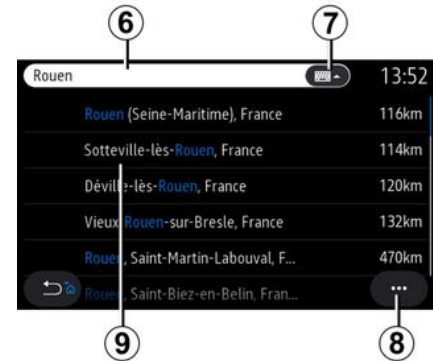 6 7
Rouen 13:52
Rouen (Seine-Maritime), France 116km
Sotteville-lès-Rouen, France 114km
Déville-lès-Rouen, France 120km
Vieux-Rouen-sur-Bresle, France 132km
Rouen, Saint-Martin-Labouval, F... 470km
Rouen, Saint-Biez-en-Belin, Fran... •••
9 8